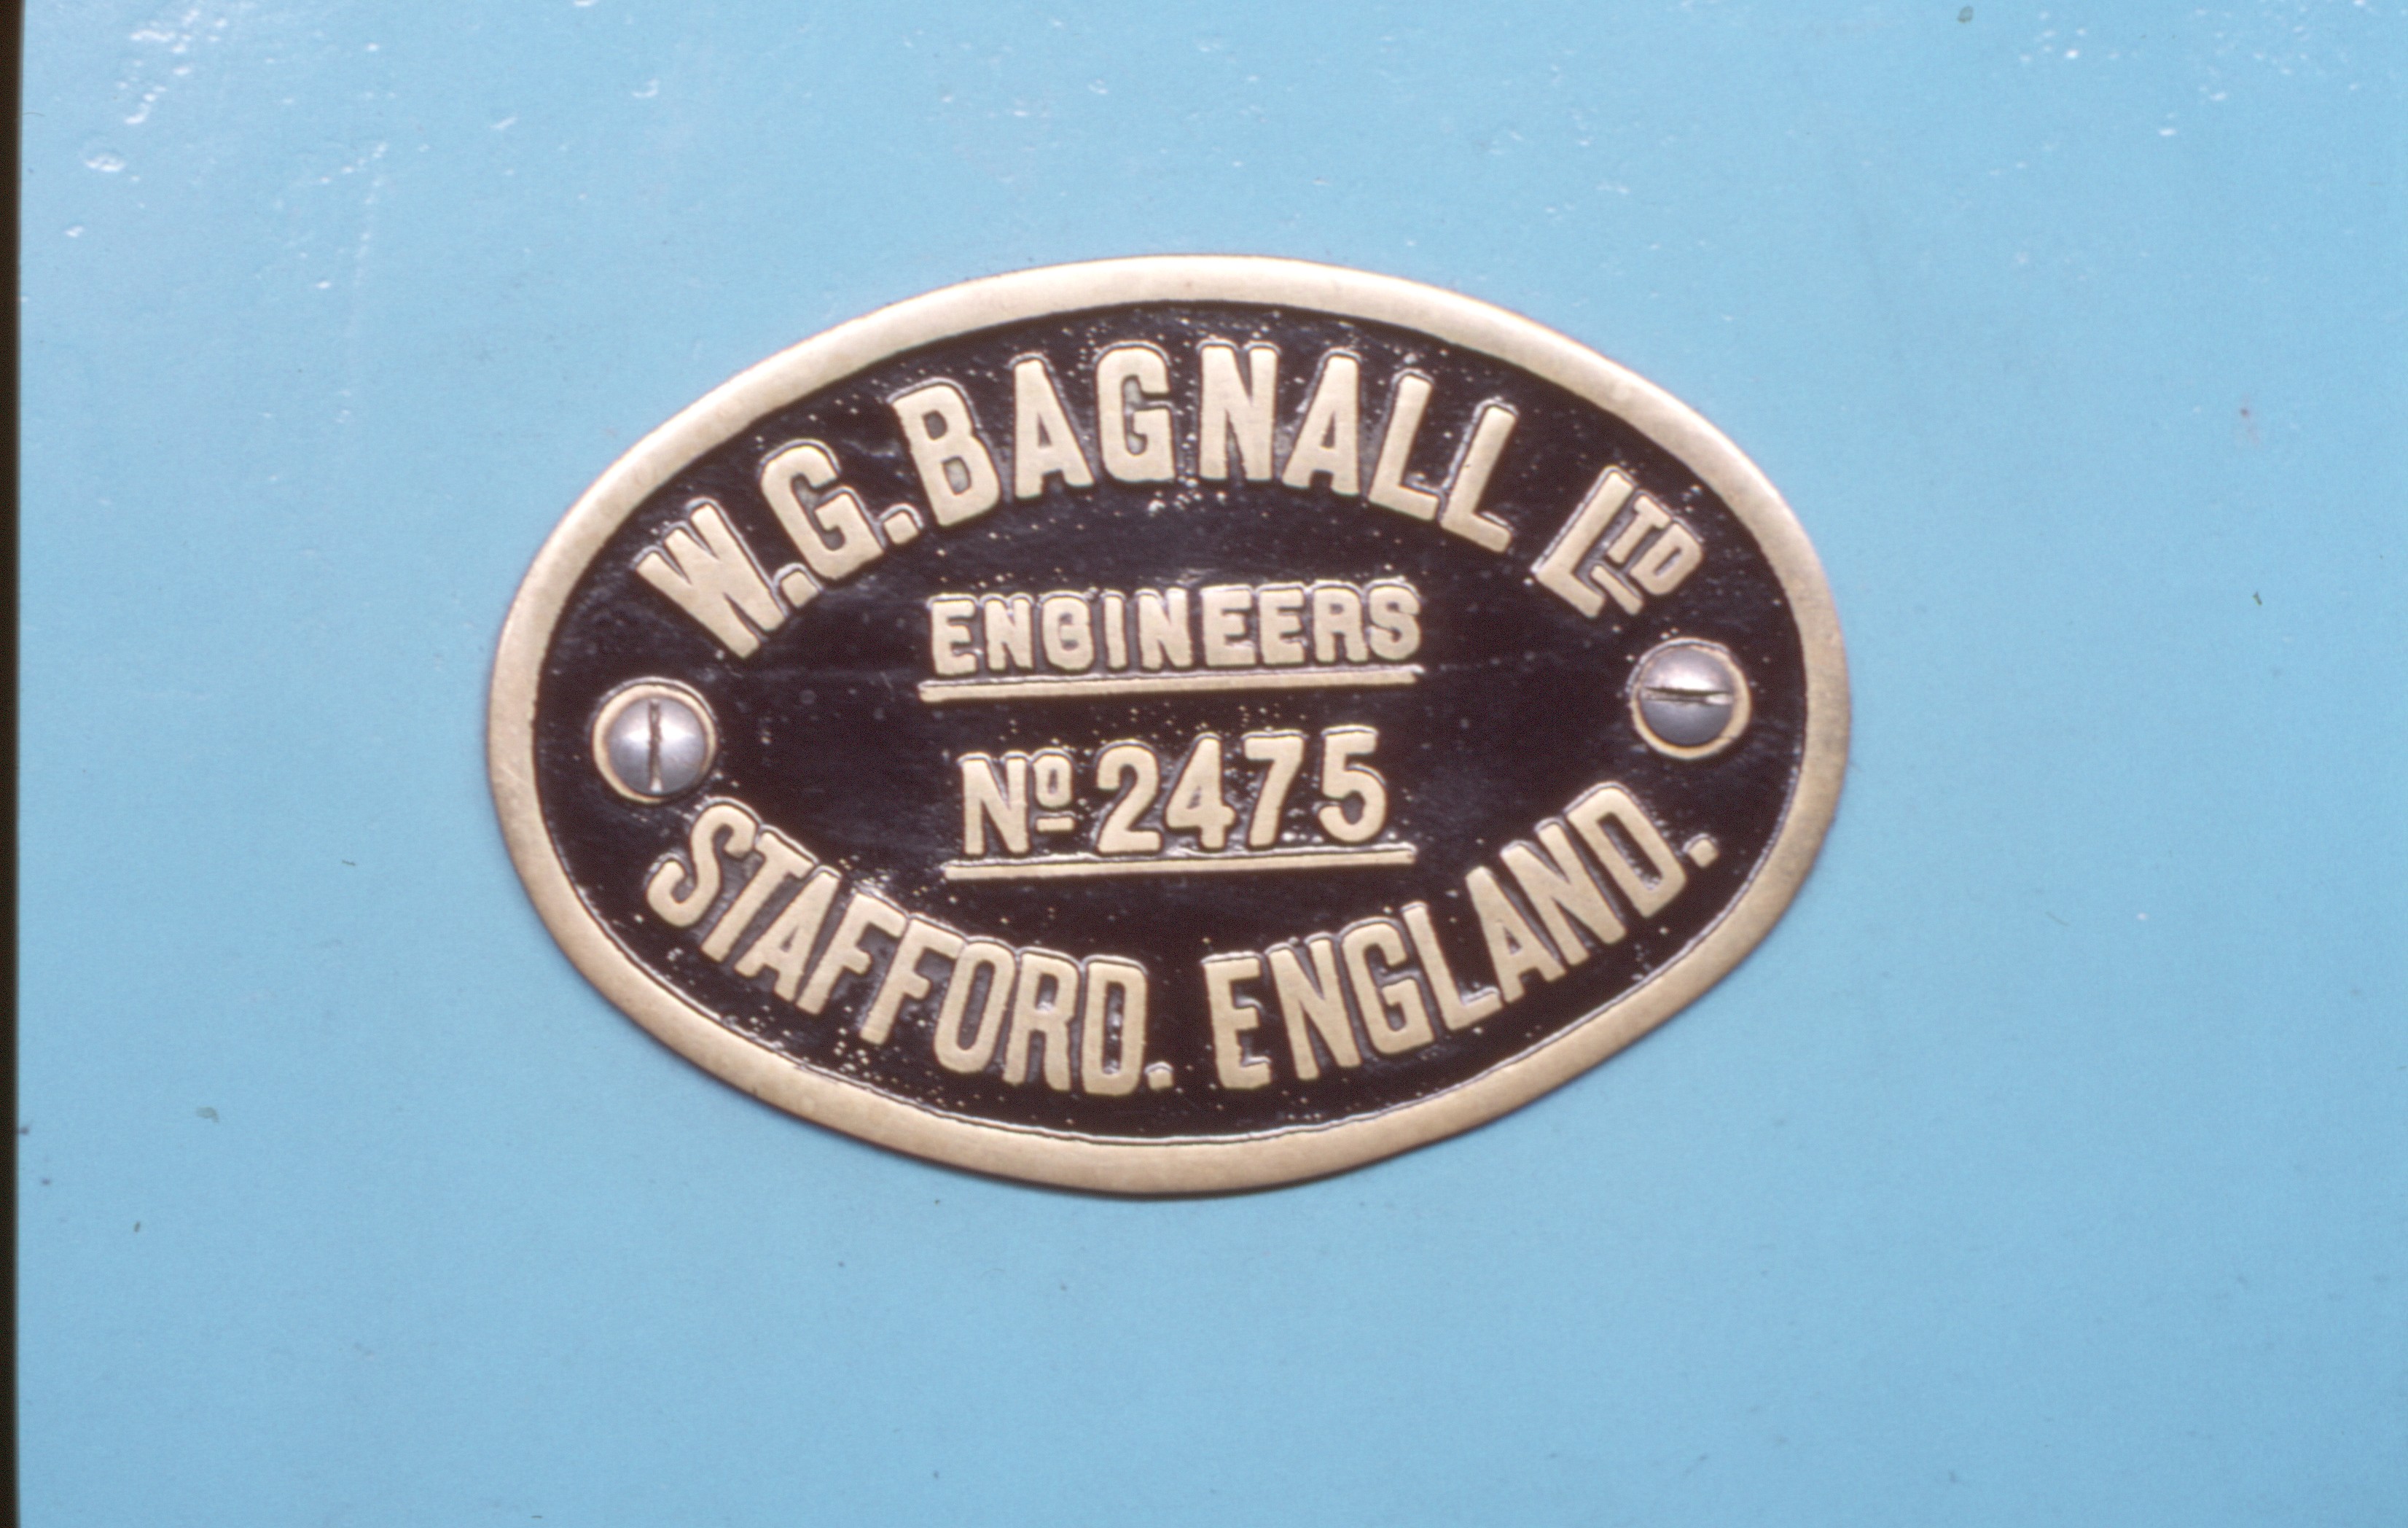 W.G. BAGNALL LTD
ENGINEERS
Nº 2475
STAFFORD. ENGLAND.